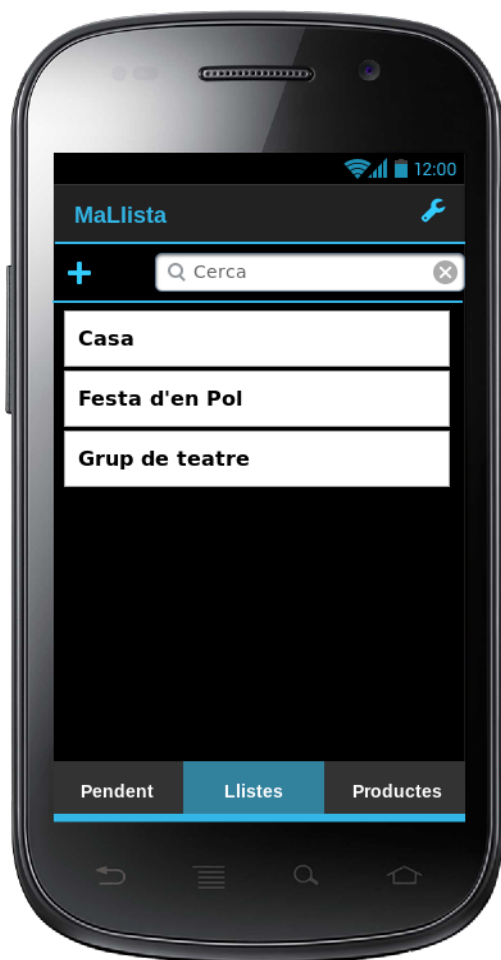 12:00
MaLlista
Cerca
Casa
Festa d'en Pol
Grup de teatre
Pendent Llistes Productes